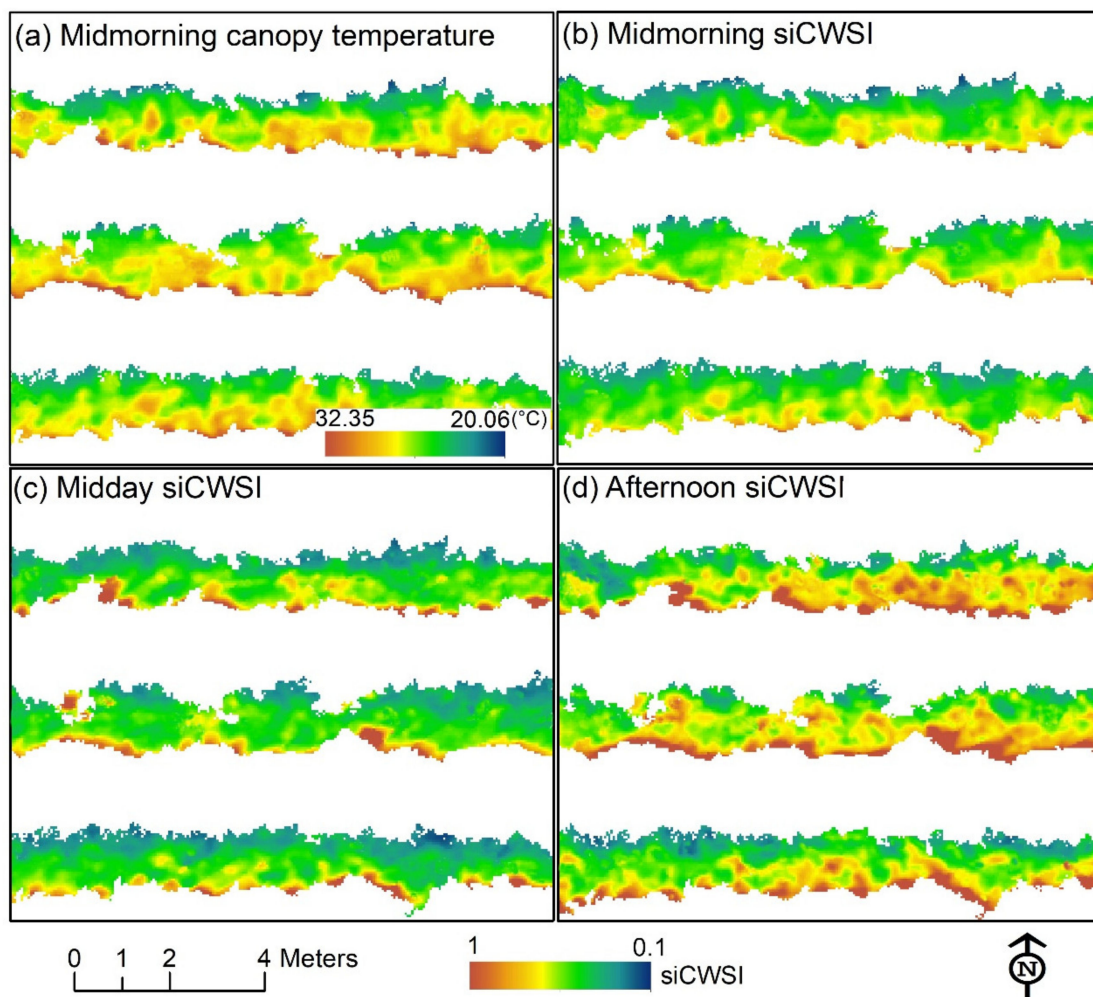 (a) Midmorning canopy temperature
(b) Midmorning siCWSI
32.35 20.06(°C)
(c) Midday siCWSI
(d) Afternoon siCWSI
0 1 2 4 Meters
1 0.1
siCWSI
N